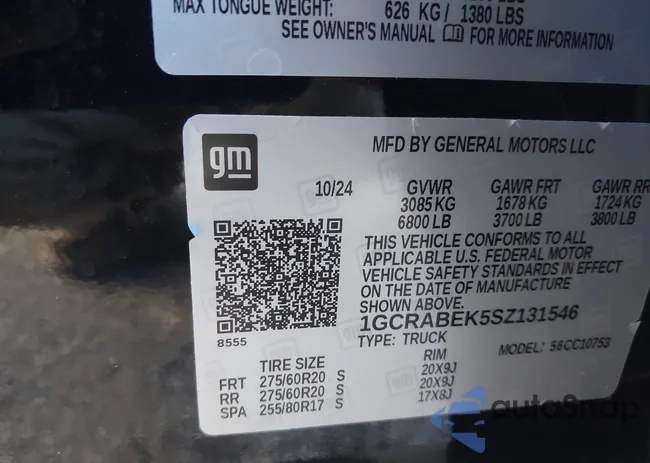 MAX TONGUE WEIGHT: 626 KG / 1380 LBS
SEE OWNER'S MANUAL FOR MORE INFORMATION
gm
MFD BY GENERAL MOTORS LLC
10/24 GVWR GAWR FRT GAWR RR
3085 KG 1678 KG 1724 KG
6800 LB 3700 LB 3800 LB
THIS VEHICLE CONFORMS TO ALL
APPLICABLE U.S. FEDERAL MOTOR
VEHICLE SAFETY STANDARDS IN EFFECT
ON THE DATE OF MANUFACTURE
SHOWN ABOVE.
1GCRABEK5SZ131546
8555
TYPE: TRUCK MODEL: 56CC10753
TIRE SIZE RIM
FRT 275/60R20 S 20X9J
RR 275/60R20 S 20X9J
SPA 255/80R17 S 17X8J
autoSnap